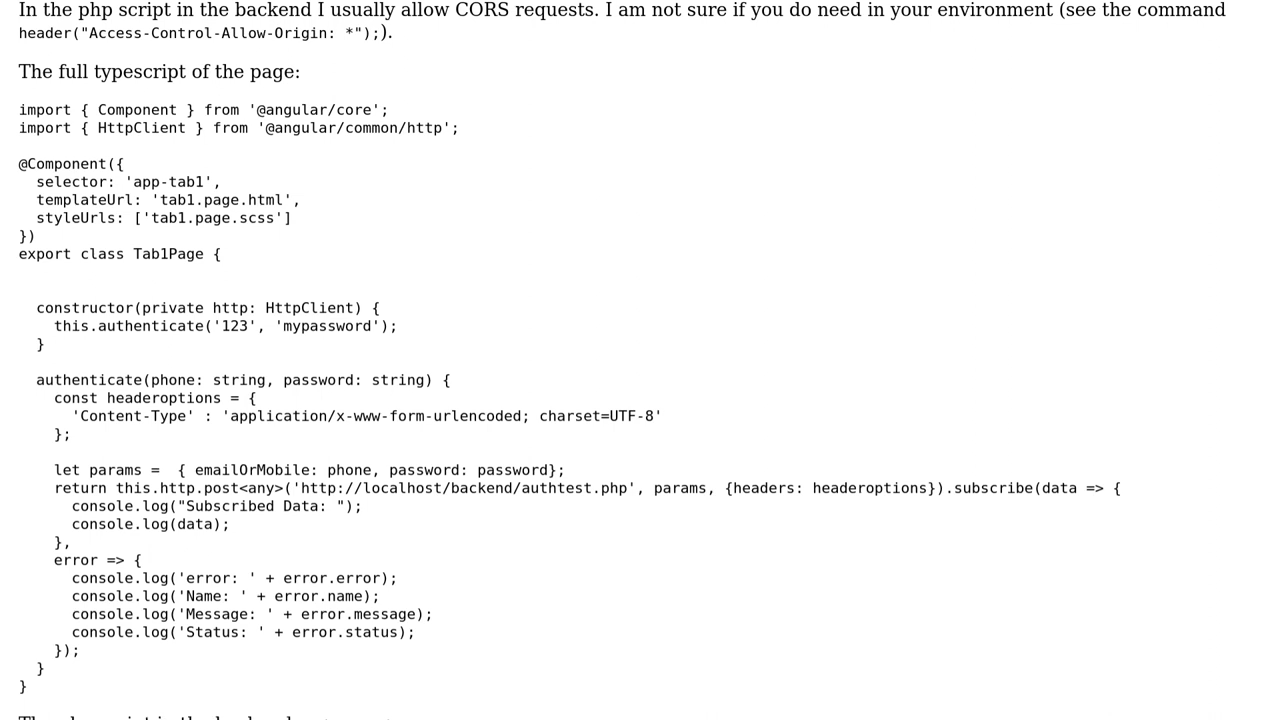 In the php script in the backend I usually allow CORS requests. I am not sure if you do need in your environment (see the command
header("Access-Control-Allow-Origin: *");).
The full typescript of the page:
import { Component } from '@angular/core';
import { HttpClient } from '@angular/common/http';
@Component({
  selector: 'app-tab1',
  templateUrl: 'tab1.page.html',
  styleUrls: ['tab1.page.scss']
})
export class Tab1Page {
  constructor(private http: HttpClient) {
    this.authenticate('123', 'mypassword');
  }
  authenticate(phone: string, password: string) {
    const headeroptions = {
      'Content-Type' : 'application/x-www-form-urlencoded; charset=UTF-8'
    };
    let params =  { emailOrMobile: phone, password: password};
    return this.http.post<any>('http://localhost/backend/authtest.php', params, {headers: headeroptions}).subscribe(data => {
      console.log("Subscribed Data: ");
      console.log(data);
    },
    error => {
      console.log('error: ' + error.error);
      console.log('Name: ' + error.name);
      console.log('Message: ' + error.message);
      console.log('Status: ' + error.status);
    });
  }
}